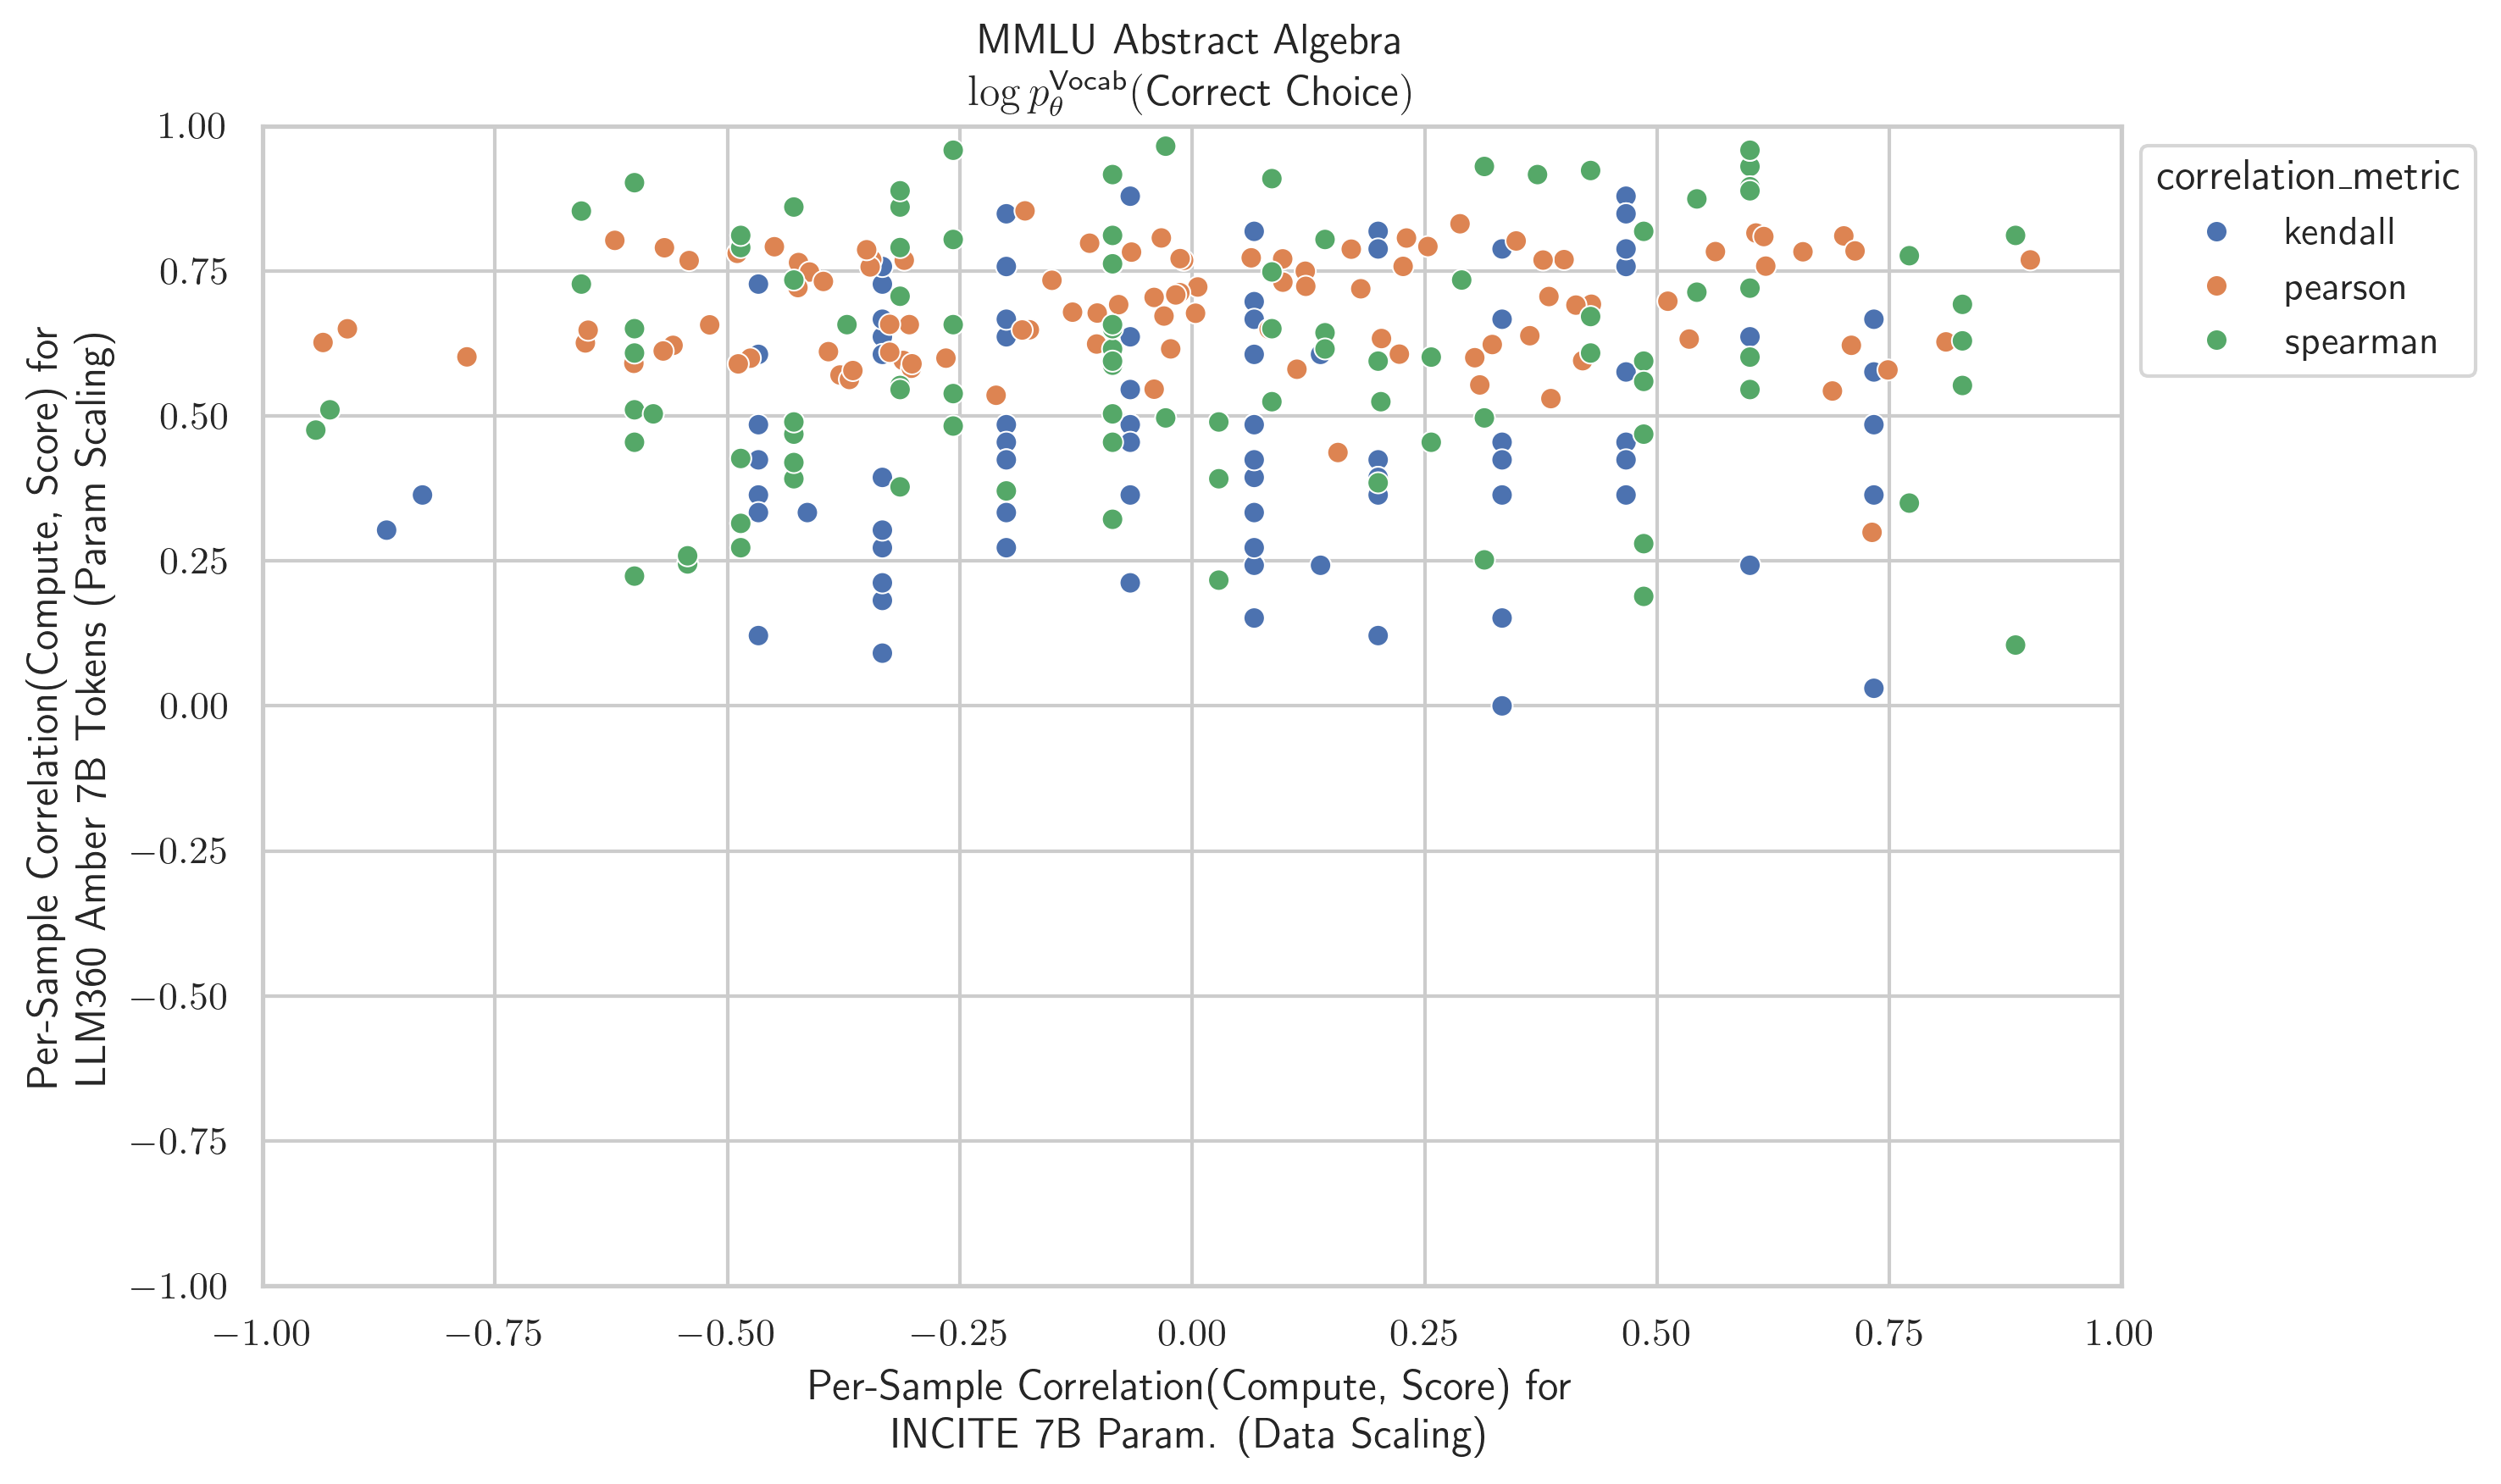 MMLU Abstract Algebra
log p_θ^Vocab(Correct Choice)
Per-Sample Correlation(Compute, Score) for
LLM360 Amber 7B Tokens (Param Scaling)
1.00
0.75
0.50
0.25
0.00
−0.25
−0.50
−0.75
−1.00
−1.00 −0.75 −0.50 −0.25 0.00 0.25 0.50 0.75 1.00
Per-Sample Correlation(Compute, Score) for
INCITE 7B Param. (Data Scaling)
correlation_metric
kendall
pearson
spearman